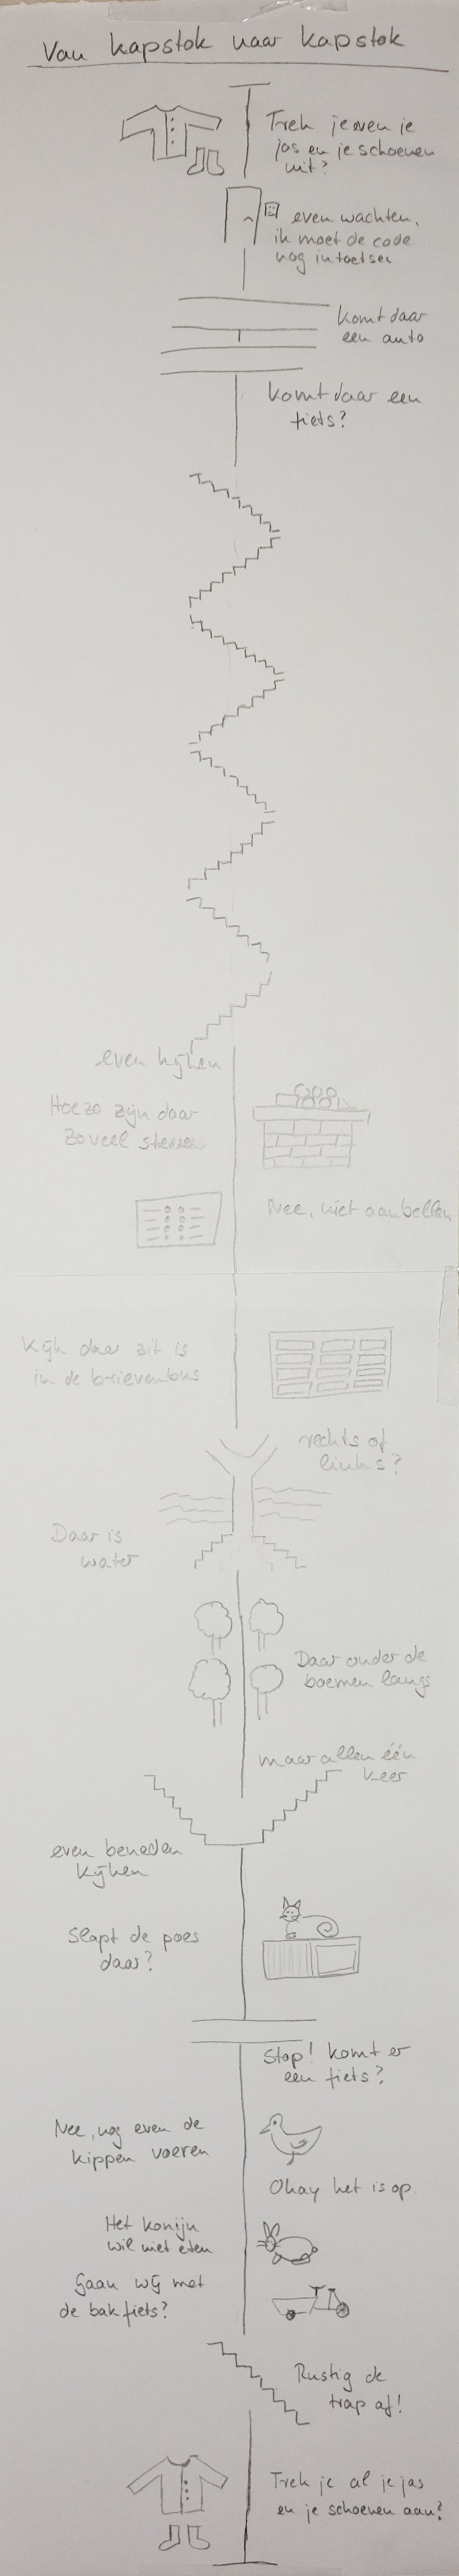 Van kapstok naar kapstok
Trek je even je
jas en je schoenen
uit?
even wachten,
ik moet de code
nog intoetsen
komt daar
een auto
komt daar een
fiets?
even kijken
Hoezo zijn daar
zoveel stenen.
Nee, niet aanbellen
Kijk daar zit is
in de brievenbus
rechts of
links?
Daar is
water
Daar onder de
boemen langs
maar allen één
keer
even beneden
kijken
Slapt de poes
daar?
Stop! komt er
een fiets?
Nee, nog even de
kippen voeren
Okay het is op.
Het konijn
wil niet eten
Gaan wij met
de bakfiets?
Rustig de
trap af!
Trek je al je jas
en je schoenen aan?